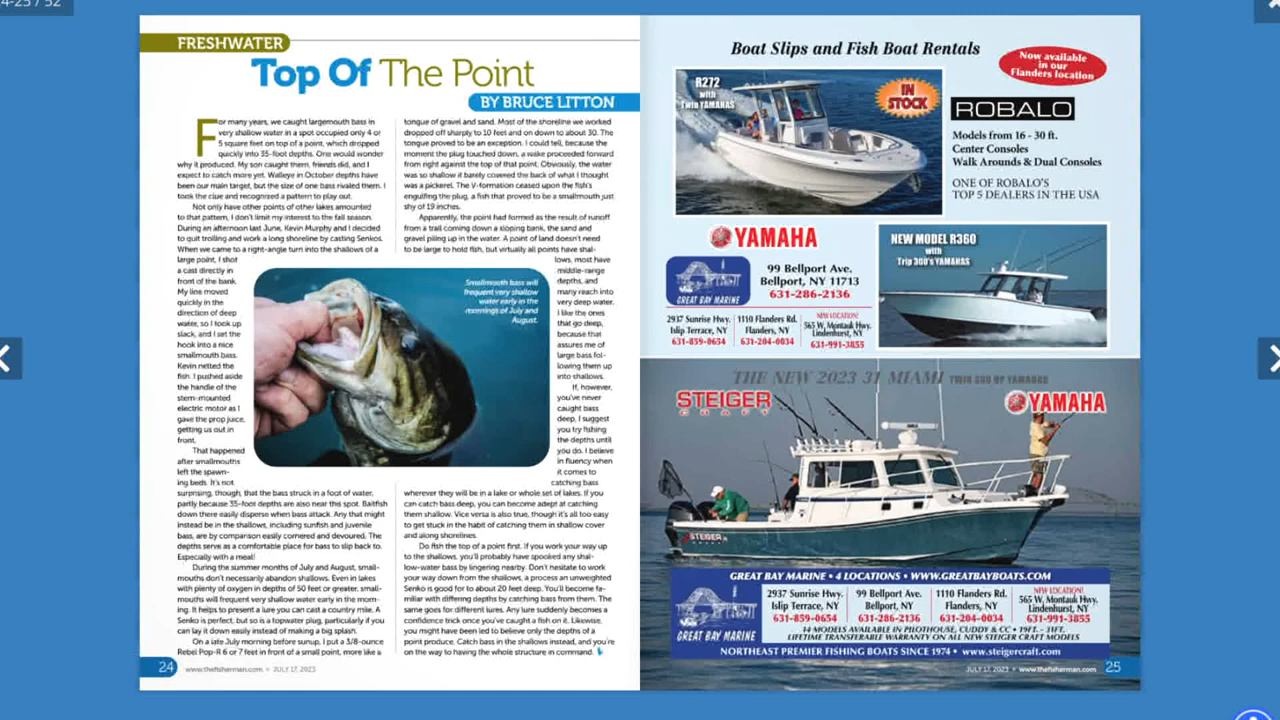 24-25 / 52
FRESHWATER
Top Of The Point
BY BRUCE LITTON
For many years, we caught largemouth bass in
very shallow water in a spot occupied only 4 or
5 square feet on top of a point, which dropped
quickly into 35-foot depths. One would wonder
why it produced. My son caught them, friends did, and I
expect to catch more yet. Walleye in October depths have
been our main target, but the size of one bass rivaled them. I
took the clue and recognized a pattern to play out.
Not only have other points of other lakes amounted
to that pattern, I don't limit my interest to the fall season.
During an afternoon last June, Kevin Murphy and I decided
to quit trolling and work a long shoreline by casting Senkos.
When we came to a right-angle turn into the shallows of a
large point, I shot
a cast directly in
front of the bank.
My line moved
quickly in the
direction of deep
water, so I took up
slack, and I set the
hook into a nice
smallmouth bass.
Kevin netted the
fish. I pushed aside
the handle of the
stern-mounted
electric motor as I
gave the prop juice,
getting us out in
front.
That happened
after smallmouths
left the spawn-
ing beds. It's not
surprising, though, that the bass struck in a foot of water,
partly because 35-foot depths are also near this spot. Baitfish
down there easily disperse when bass attack. Any that might
instead be in the shallows, including sunfish and juvenile
bass, are by comparison easily cornered and devoured. The
depths serve as a comfortable place for bass to slip back to.
Especially with a meal!
During the summer months of July and August, small-
mouths don't necessarily abandon shallows. Even in lakes
with plenty of oxygen in depths of 50 feet or greater, small-
mouths will frequent very shallow water early in the morn-
ing. It helps to present a lure you can cast a country mile. A
Senko is perfect, but so is a topwater plug, particularly if you
can lay it down easily instead of making a big splash.
On a late July morning before sunup, I put a 3/8-ounce
Rebel Pop-R 6 or 7 feet in front of a small point, more like a
tongue of gravel and sand. Most of the shoreline we worked
dropped off sharply to 10 feet and on down to about 30. The
tongue proved to be an exception. I could tell, because the
moment the plug touched down, a wake proceeded forward
from right against the top of that point. Obviously, the water
was so shallow it barely covered the back of what I thought
was a pickerel. The V-formation ceased upon the fish's
engulfing the plug, a fish that proved to be a smallmouth just
shy of 19 inches.
Apparently, the point had formed as the result of runoff
from a trail coming down a sloping bank, the sand and
gravel piling up in the water. A point of land doesn't need
to be large to hold fish, but virtually all points have shal-
lows, most have
middle-range
depths, and
many reach into
very deep water.
I like the ones
that go deep,
because that
assures me of
large bass fol-
lowing them up
into shallows.
If, however,
you've never
caught bass
deep, I suggest
you try fishing
the depths until
you do. I believe
in fluency when
it comes to
catching bass
wherever they will be in a lake or whole set of lakes. If you
can catch bass deep, you can become adept at catching
them shallow. Vice versa is also true, though it's all too easy
to get stuck in the habit of catching them in shallow cover
and along shorelines.
Do fish the top of a point first. If you work your way up
to the shallows, you'll probably have spooked any shal-
low-water bass by lingering nearby. Don't hesitate to work
your way down from the shallows, a process an unweighted
Senko is good for to about 20 feet deep. You'll become fa-
miliar with differing depths by catching bass from them. The
same goes for different lures. Any lure suddenly becomes a
confidence trick once you've caught a fish on it. Likewise,
you might have been led to believe only the depths of a
point produce. Catch bass in the shallows instead, and you're
on the way to having the whole structure in command.
Smallmouth bass will
frequent very shallow
water early in the
mornings of July and
August.
24 www.thefisherman.com • JULY 17, 2023
Boat Slips and Fish Boat Rentals
Now available
in our
Flanders location
R272
with
Twin YAMAHAS
IN
STOCK
ROBALO
Models from 16 - 30 ft.
Center Consoles
Walk Arounds & Dual Consoles
ONE OF ROBALO'S
TOP 5 DEALERS IN THE USA
YAMAHA
GREAT BAY MARINE
99 Bellport Ave.
Bellport, NY 11713
631-286-2136
2937 Sunrise Hwy.
Islip Terrace, NY
631-859-0654
1110 Flanders Rd.
Flanders, NY
631-204-0034
NEW LOCATION!
565 W. Montauk Hwy.
Lindenhurst, NY
631-991-3855
NEW MODEL R360
with
Trip 300's YAMAHAS
THE NEW 2023 31 MIAMI TWIN 300 HP YAMAHAS
STEIGER
CRAFT
YAMAHA
STEIGER
GREAT BAY MARINE • 4 LOCATIONS • WWW.GREATBAYBOATS.COM
GREAT BAY MARINE
2937 Sunrise Hwy.
Islip Terrace, NY
631-859-0654
99 Bellport Ave.
Bellport, NY
631-286-2136
1110 Flanders Rd.
Flanders, NY
631-204-0034
NEW LOCATION!
565 W. Montauk Hwy.
Lindenhurst, NY
631-991-3855
14 MODELS AVAILABLE IN PILOTHOUSE, CUDDY & CC • 19FT. - 31FT.
LIFETIME TRANSFERABLE WARRANTY ON ALL NEW STEIGER CRAFT MODELS
NORTHEAST PREMIER FISHING BOATS SINCE 1974 • www.steigercraft.com
JULY 17, 2023 • www.thefisherman.com 25